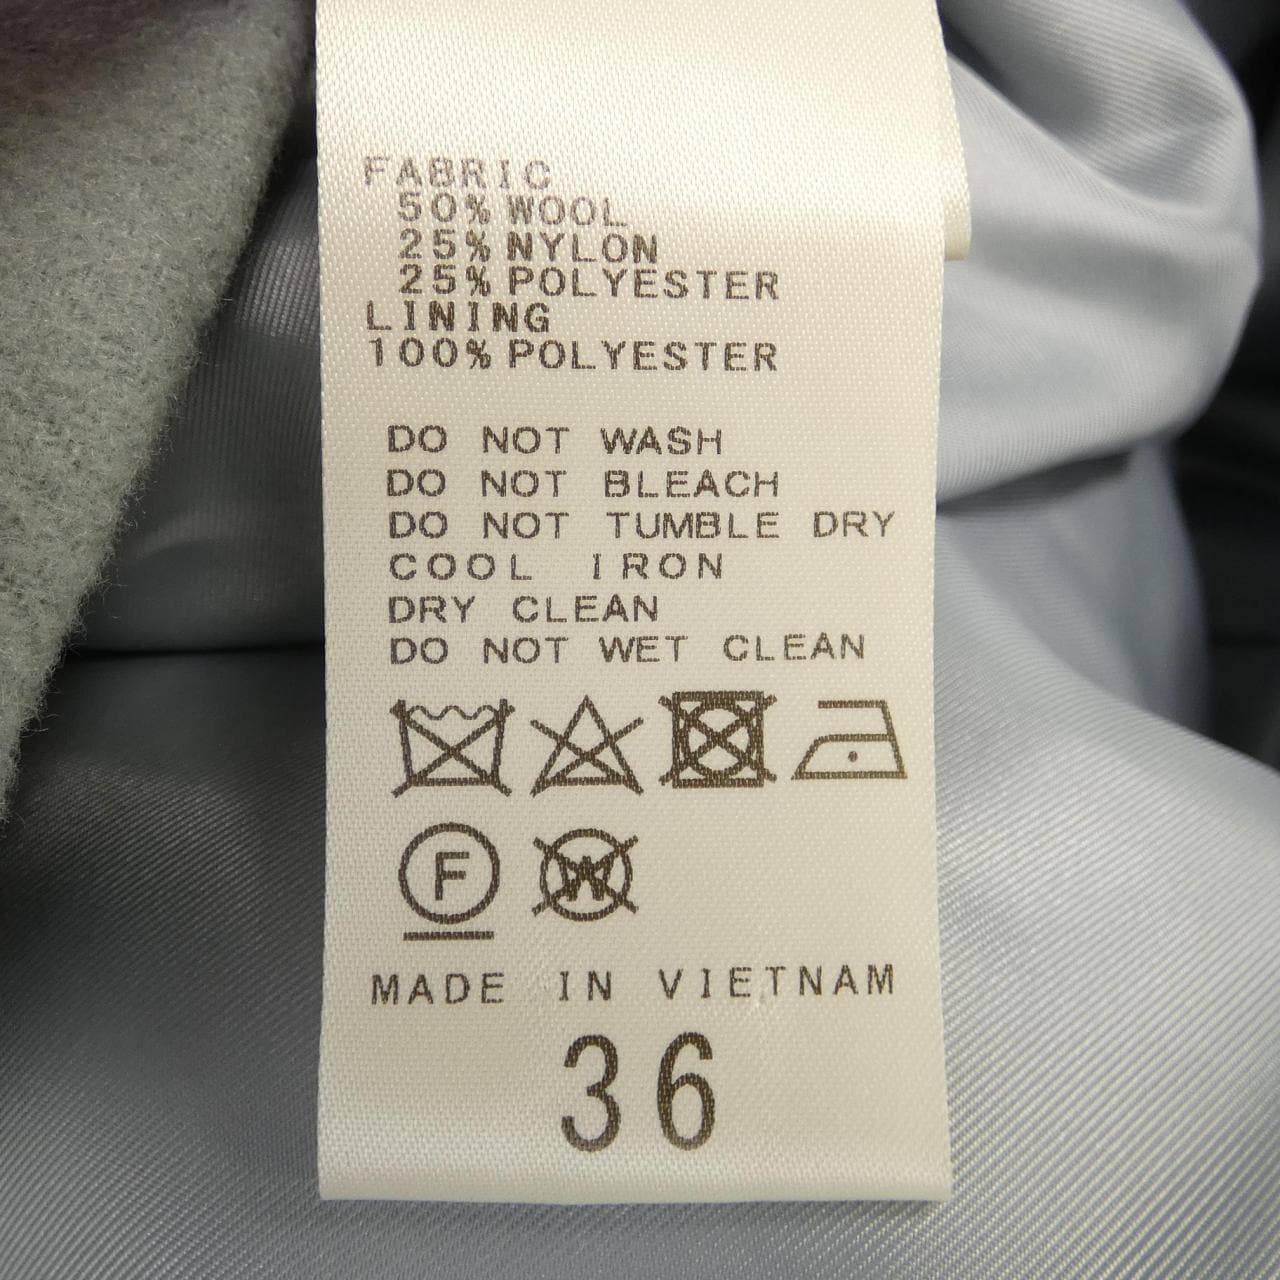 FABRIC
50% WOOL
25% NYLON
25% POLYESTER
LINING
100% POLYESTER
DO NOT WASH
DO NOT BLEACH
DO NOT TUMBLE DRY
COOL IRON
DRY CLEAN
DO NOT WET CLEAN
F W
MADE IN VIETNAM
36